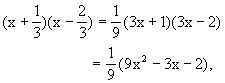 (x + 1/3)(x − 2/3) = 1/9(3x + 1)(3x − 2)
= 1/9(9x² − 3x − 2),